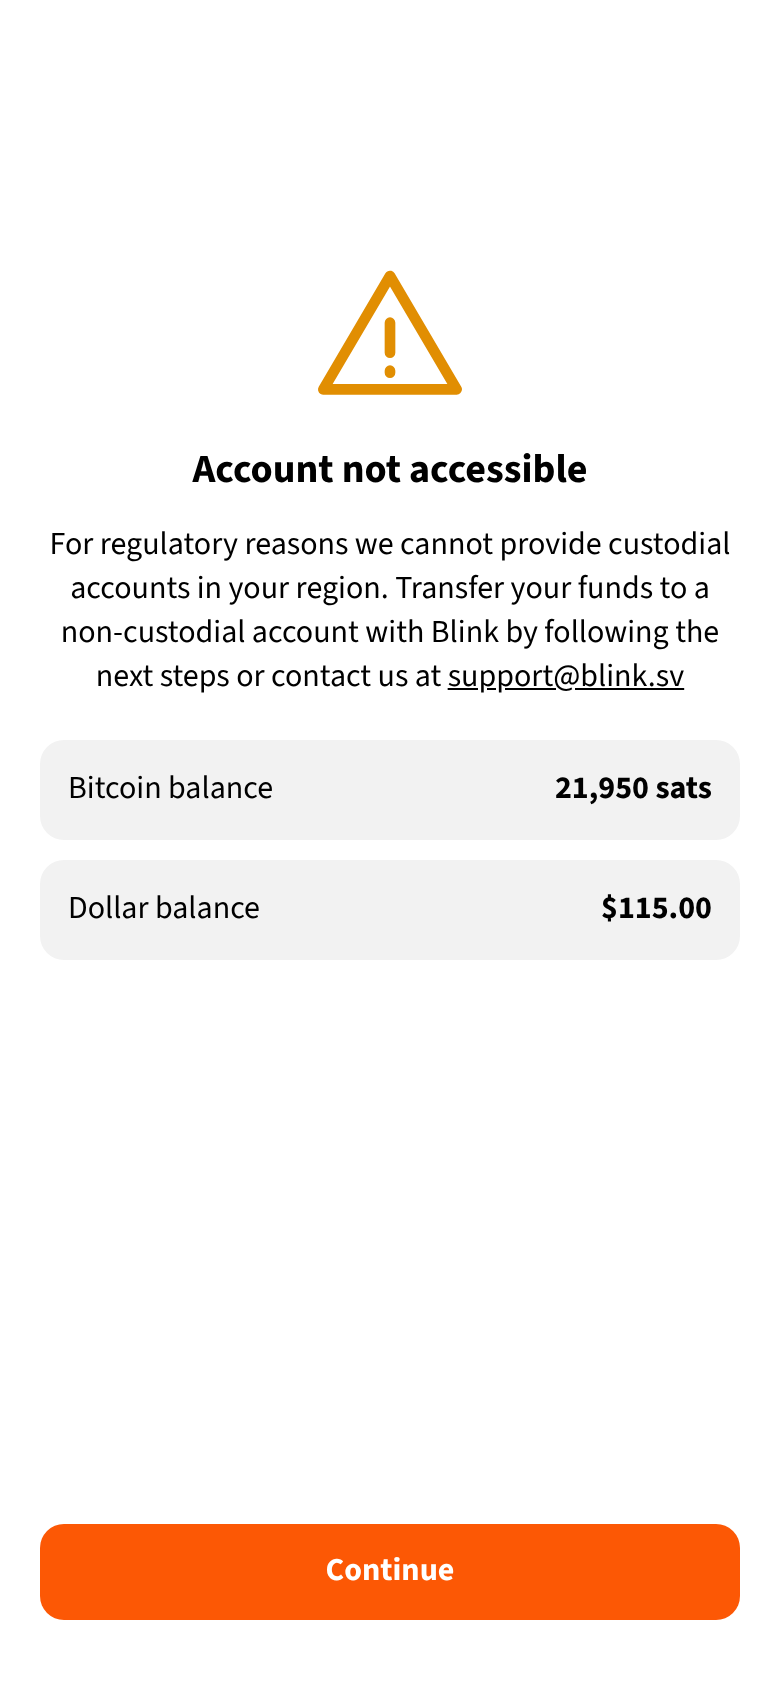 Account not accessible
For regulatory reasons we cannot provide custodial
accounts in your region. Transfer your funds to a
non-custodial account with Blink by following the
next steps or contact us at support@blink.sv
Bitcoin balance 21,950 sats
Dollar balance $115.00
Continue